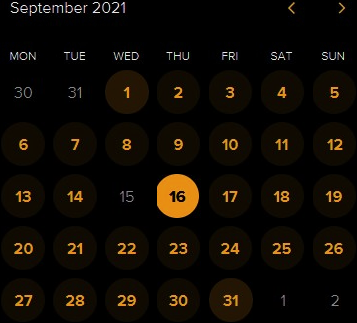 September 2021
MON TUE WED THU FRI SAT SUN
30 31 1 2 3 4 5
6 7 8 9 10 11 12
13 14 15 16 17 18 19
20 21 22 23 24 25 26
27 28 29 30 31 1 2